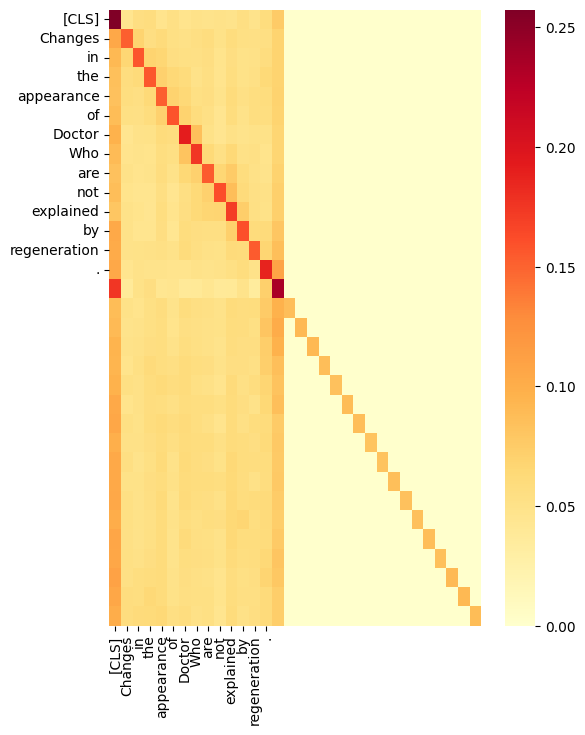 [CLS]
Changes
in
the
appearance
of
Doctor
Who
are
not
explained
by
regeneration
.
0.25
0.20
0.15
0.10
0.05
0.00
[CLS]
Changes
in
the
appearance
of
Doctor
Who
are
not
explained
by
regeneration
.